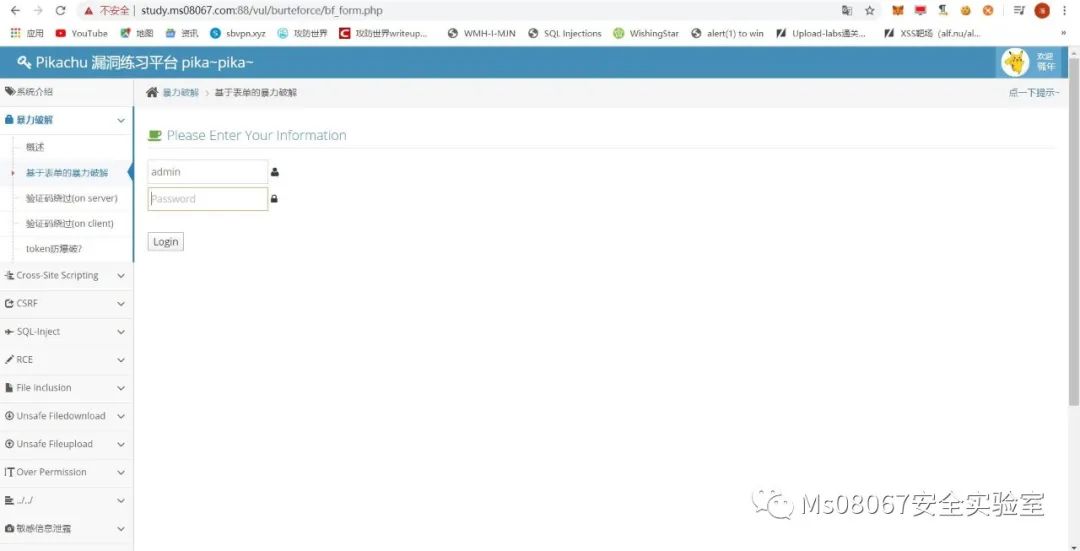 不安全 | study.ms08067.com:88/vul/burteforce/bf_form.php
应用 YouTube 地图 资讯 sbvpn.xyz 攻防世界 攻防世界writeup... WMH-I-MJN SQL Injections WishingStar alert(1) to win Upload-labs通关... XSS靶场（alf.nu/al... »
Pikachu 漏洞练习平台 pika~pika~
欢迎
骚年
系统介绍
暴力破解 › 基于表单的暴力破解
点一下提示~
暴力破解
概述
基于表单的暴力破解
验证码绕过(on server)
验证码绕过(on client)
token防爆破?
Cross-Site Scripting
CSRF
SQL-Inject
RCE
File Inclusion
Unsafe Filedownload
Unsafe Fileupload
Over Permission
../../
敏感信息泄露
Please Enter Your Information
admin
Password
Login
Ms08067安全实验室